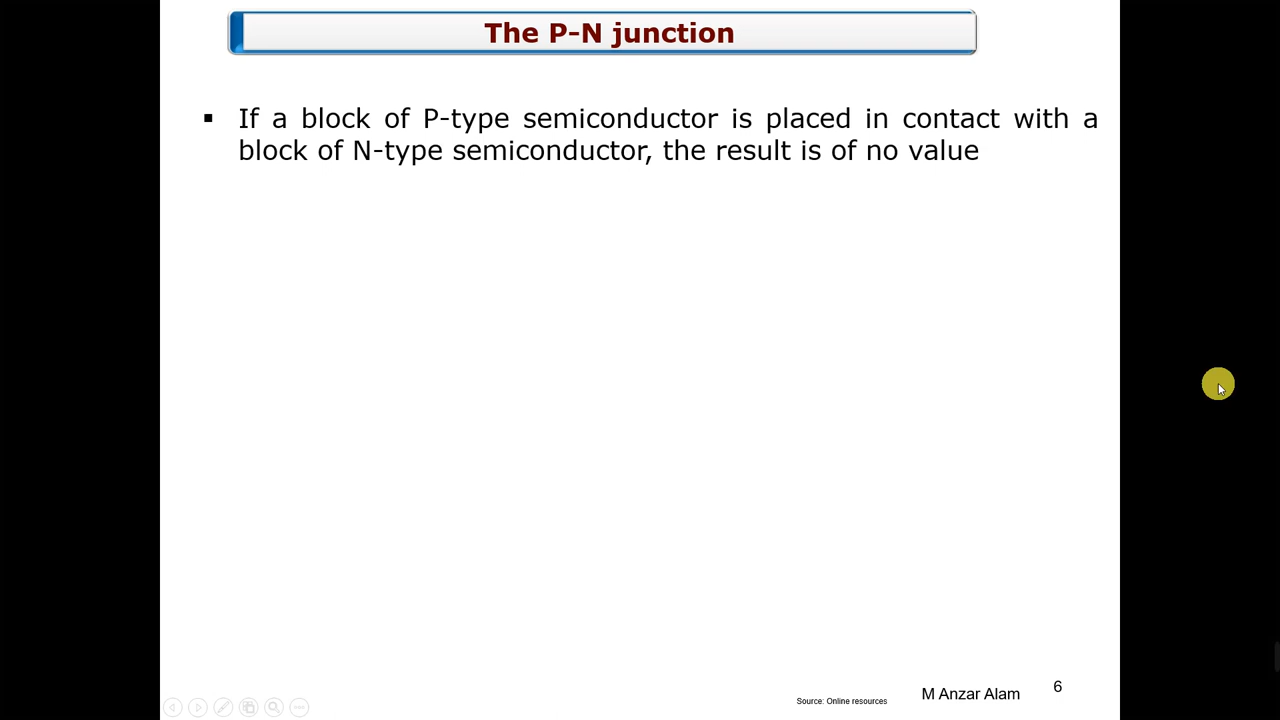 The P-N junction
▪ If a block of P-type semiconductor is placed in contact with a
block of N-type semiconductor, the result is of no value
Source: Online resources
M Anzar Alam
6